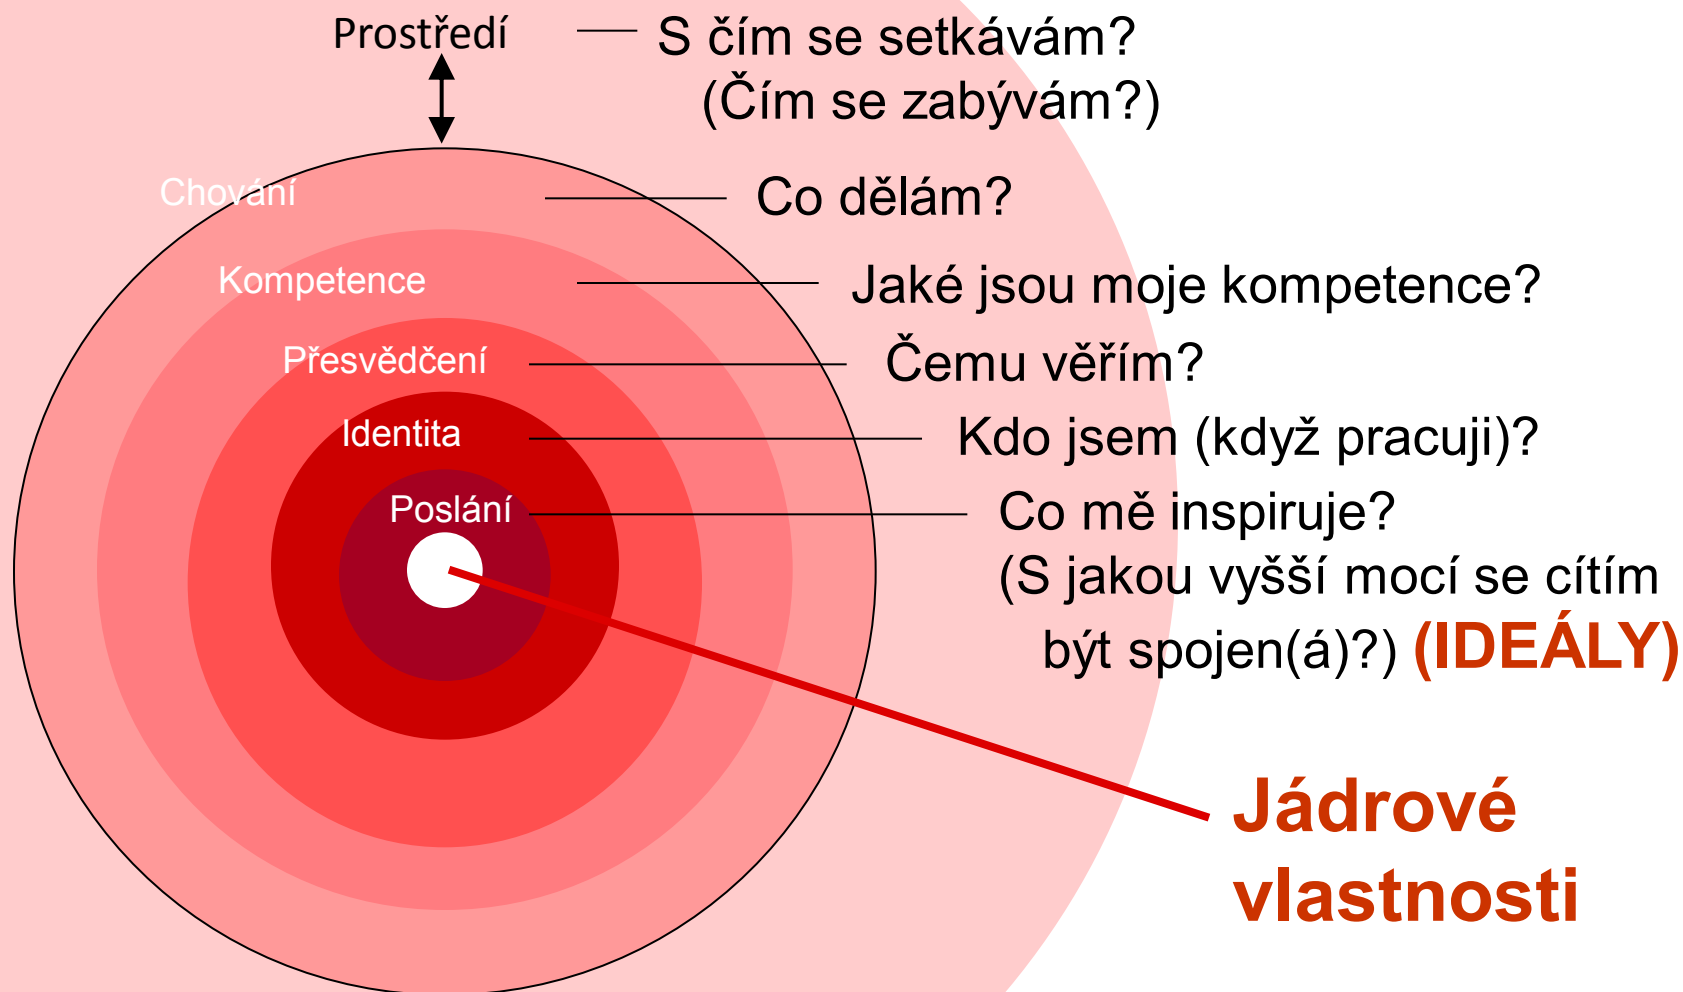 Prostředí
S čím se setkávám?
(Čím se zabývám?)
Chování
Co dělám?
Kompetence
Jaké jsou moje kompetence?
Přesvědčení
Čemu věřím?
Identita
Kdo jsem (když pracuji)?
Poslání
Co mě inspiruje?
(S jakou vyšší mocí se cítím
být spojen(á)?) (IDEÁLY)
Jádrové
vlastnosti